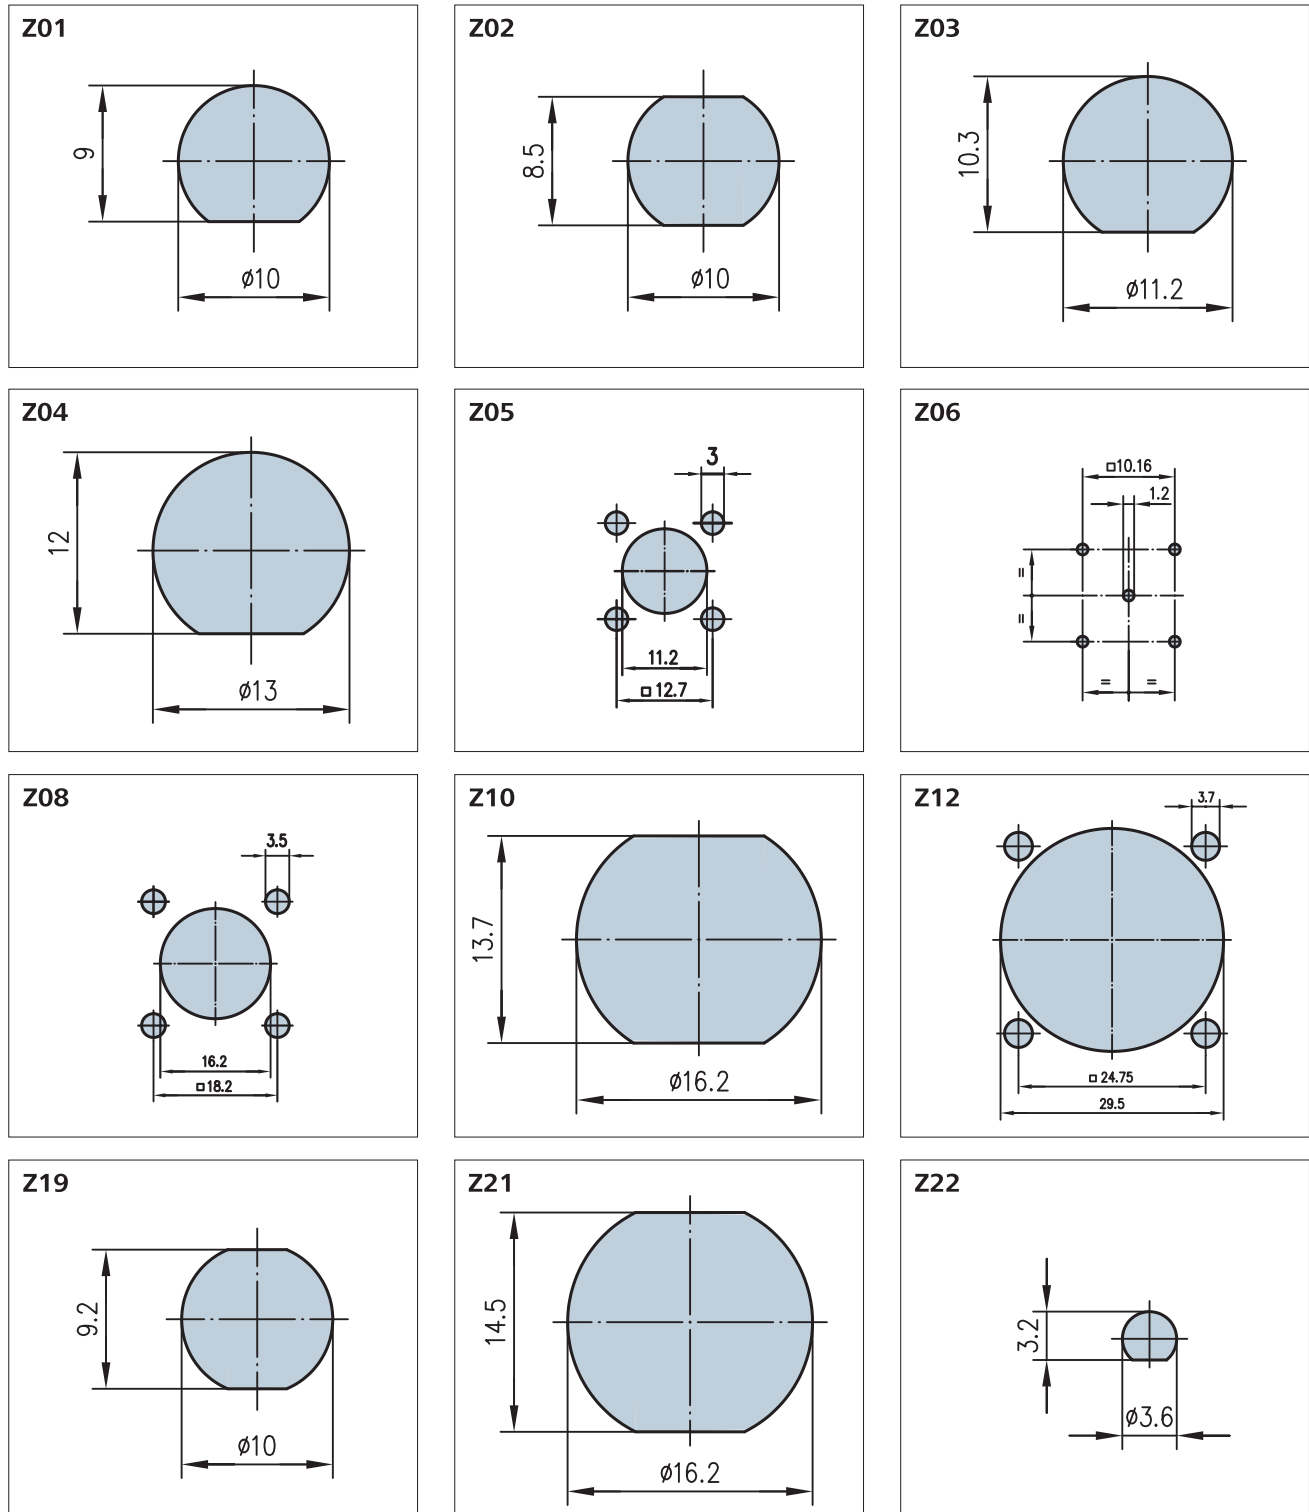 Z01
9
ø10
Z02
8.5
ø10
Z03
10.3
ø11.2
Z04
12
ø13
Z05
3
11.2
□12.7
Z06
□10.16
1.2
=
=
= =
Z08
3.5
16.2
□18.2
Z10
13.7
ø16.2
Z12
3.7
□24.75
29.5
Z19
9.2
ø10
Z21
14.5
ø16.2
Z22
3.2
ø3.6